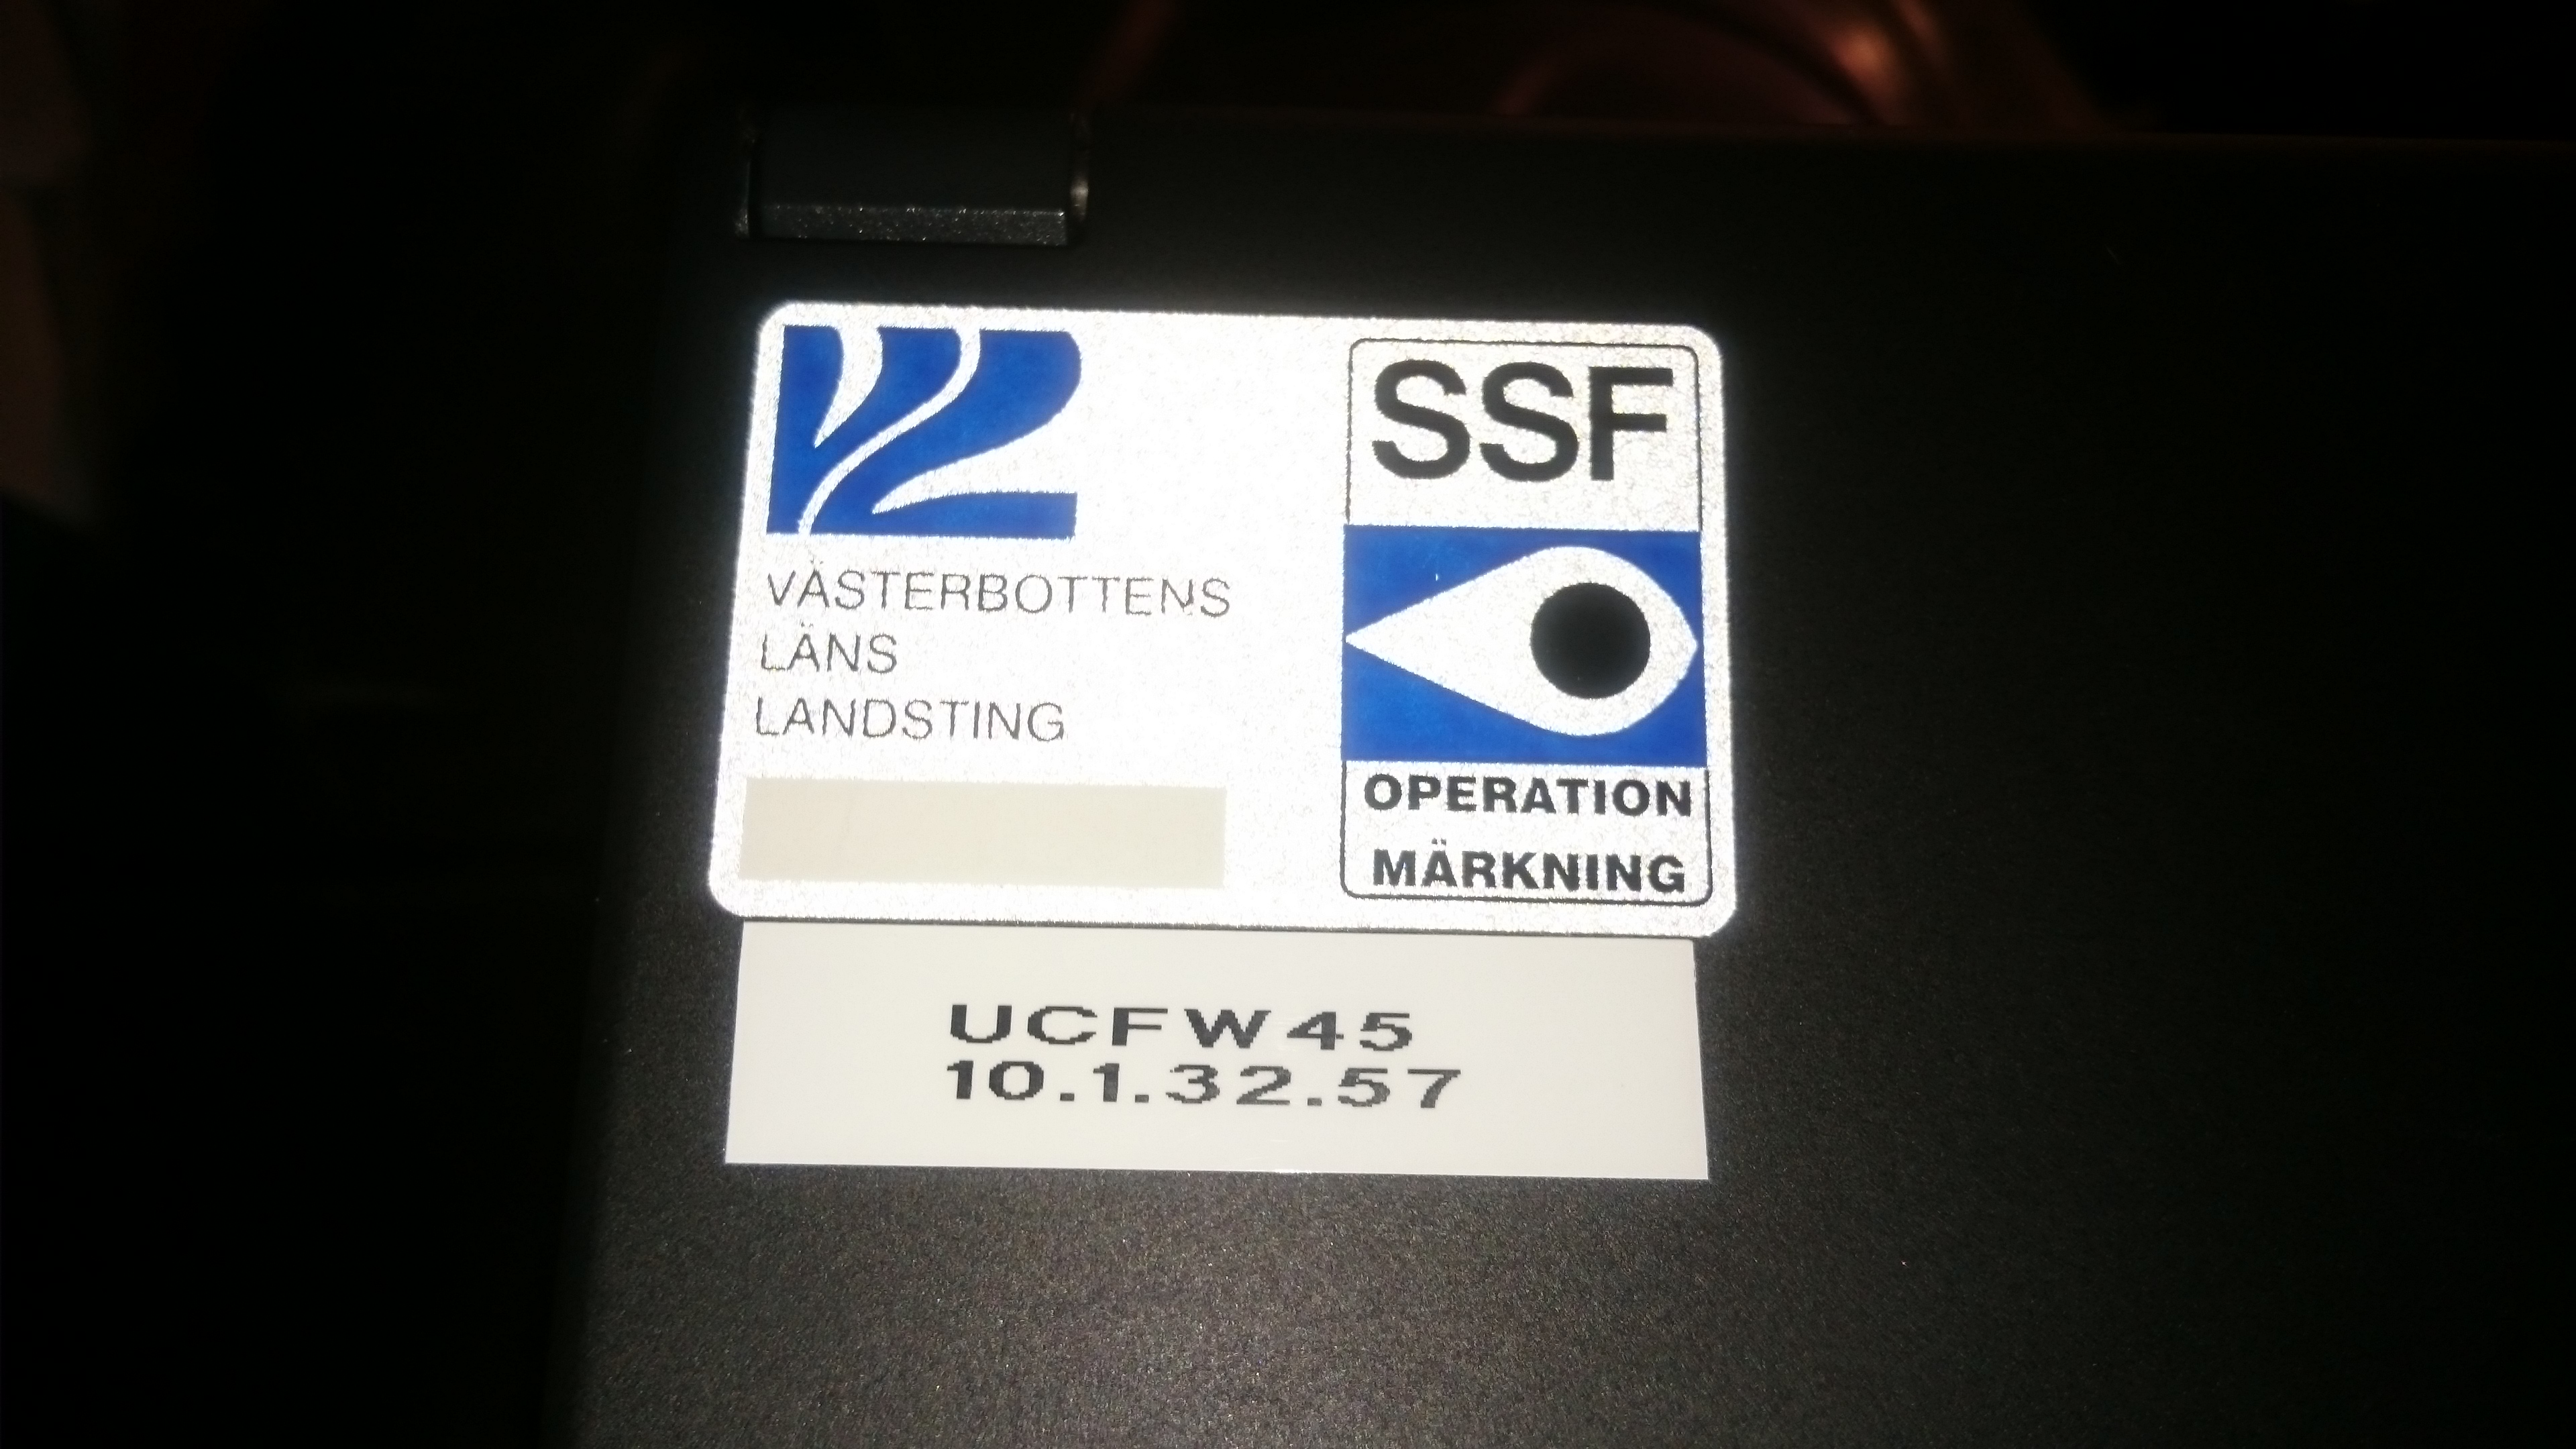 VÄSTERBOTTENS
LÄNS
LANDSTING
SSF
OPERATION
MÄRKNING
UCFW45
10.1.32.57